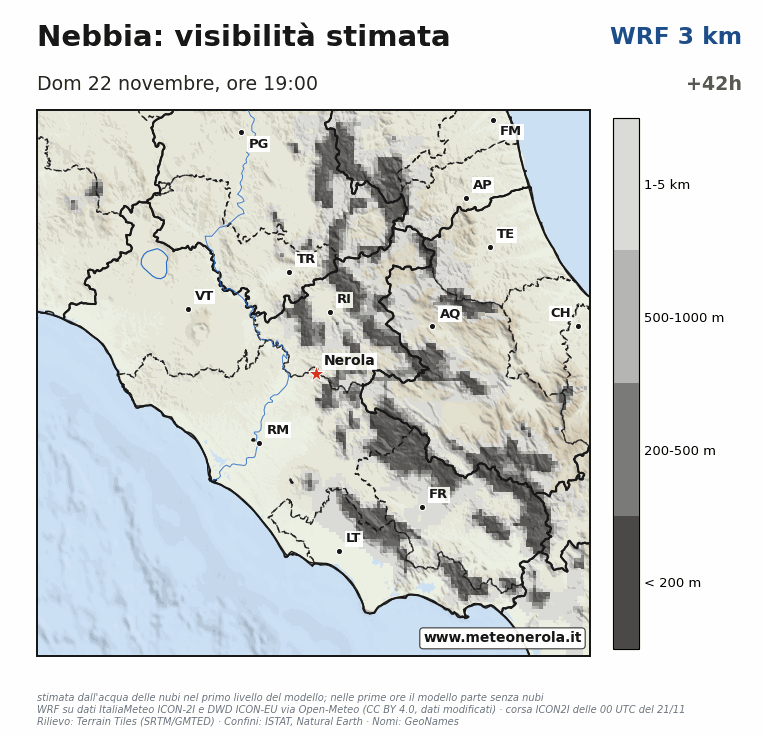 Nebbia: visibilità stimata
WRF 3 km
Dom 22 novembre, ore 19:00
+42h
FM
PG
AP
TE
TR
VT
RI
AQ
CH
Nerola
RM
FR
LT
www.meteonerola.it
1-5 km
500-1000 m
200-500 m
< 200 m
stimata dall'acqua delle nubi nel primo livello del modello; nelle prime ore il modello parte senza nubi
WRF su dati ItaliaMeteo ICON-2I e DWD ICON-EU via Open-Meteo (CC BY 4.0, dati modificati) · corsa ICON2I delle 00 UTC del 21/11
Rilievo: Terrain Tiles (SRTM/GMTED) · Confini: ISTAT, Natural Earth · Nomi: GeoNames